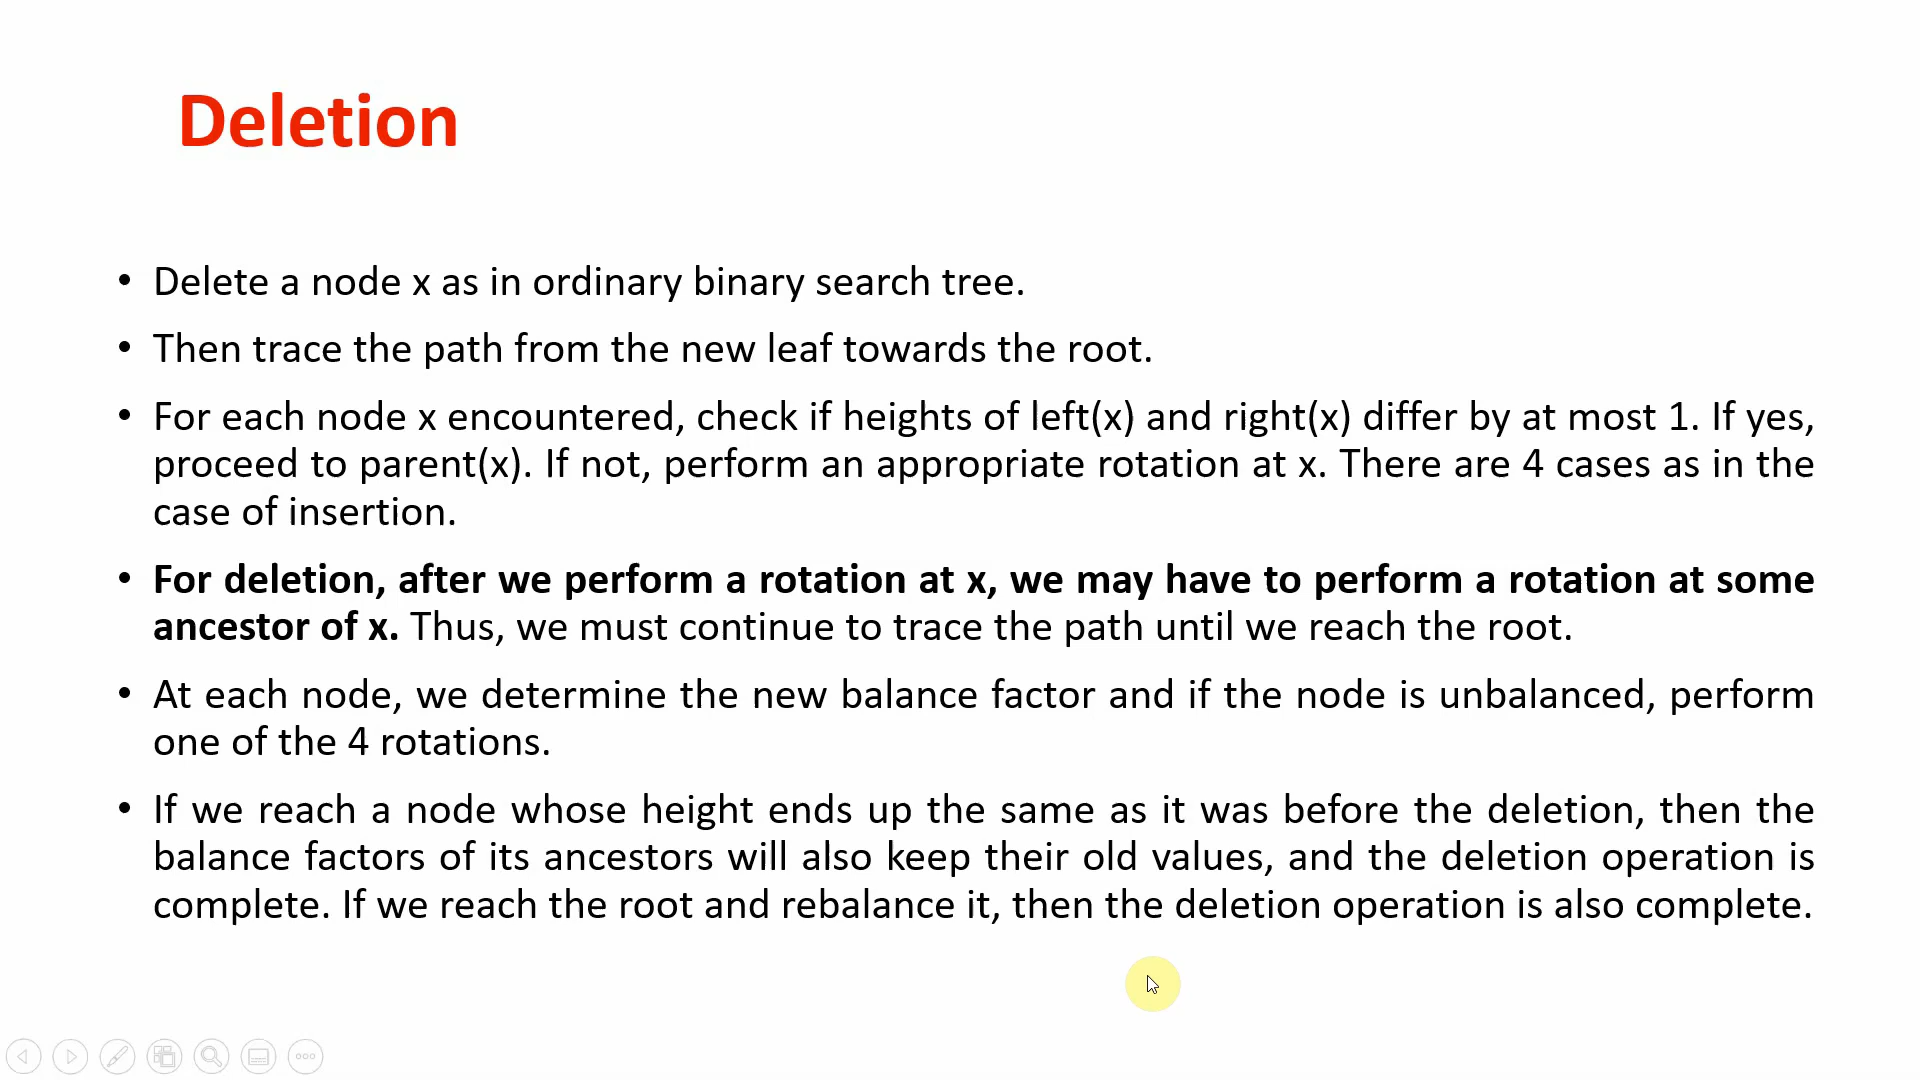 Deletion
• Delete a node x as in ordinary binary search tree.
• Then trace the path from the new leaf towards the root.
• For each node x encountered, check if heights of left(x) and right(x) differ by at most 1. If yes,
proceed to parent(x). If not, perform an appropriate rotation at x. There are 4 cases as in the
case of insertion.
• For deletion, after we perform a rotation at x, we may have to perform a rotation at some
ancestor of x. Thus, we must continue to trace the path until we reach the root.
• At each node, we determine the new balance factor and if the node is unbalanced, perform
one of the 4 rotations.
• If we reach a node whose height ends up the same as it was before the deletion, then the
balance factors of its ancestors will also keep their old values, and the deletion operation is
complete. If we reach the root and rebalance it, then the deletion operation is also complete.